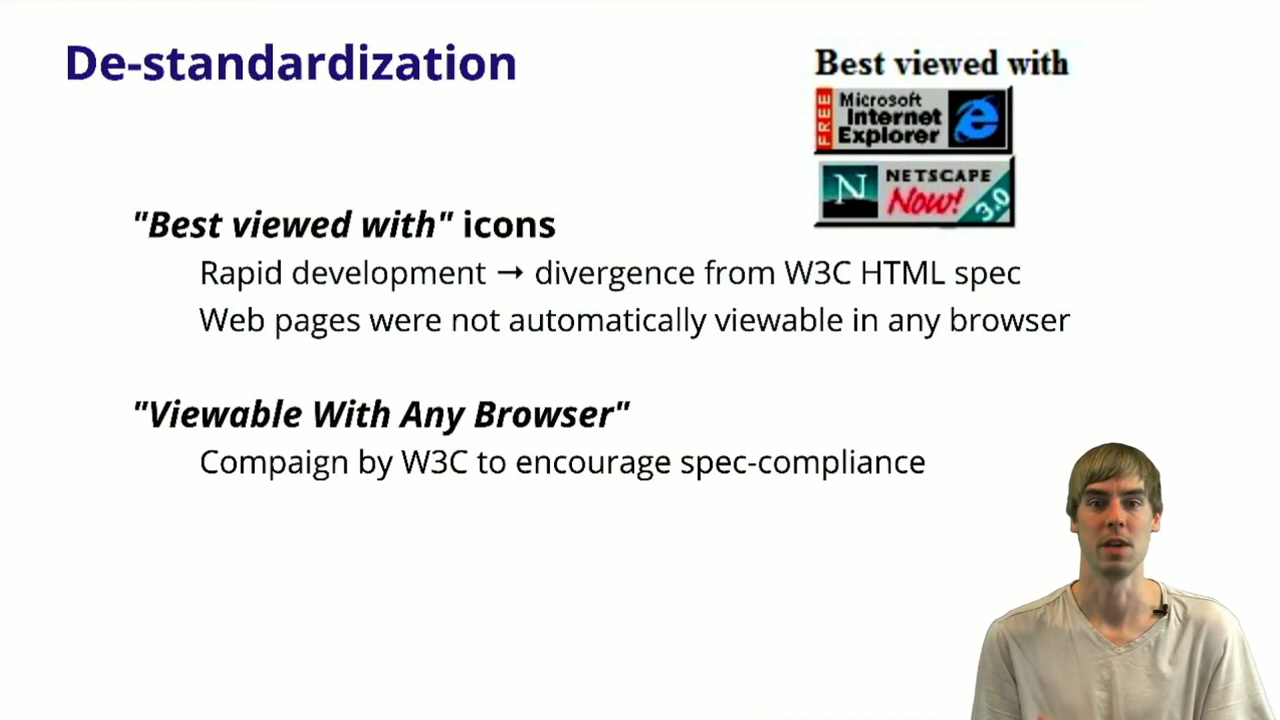 De-standardization
Best viewed with
FREE
Microsoft
Internet
Explorer
N NETSCAPE
Now!
3.0
"Best viewed with" icons
Rapid development → divergence from W3C HTML spec
Web pages were not automatically viewable in any browser
"Viewable With Any Browser"
Compaign by W3C to encourage spec-compliance